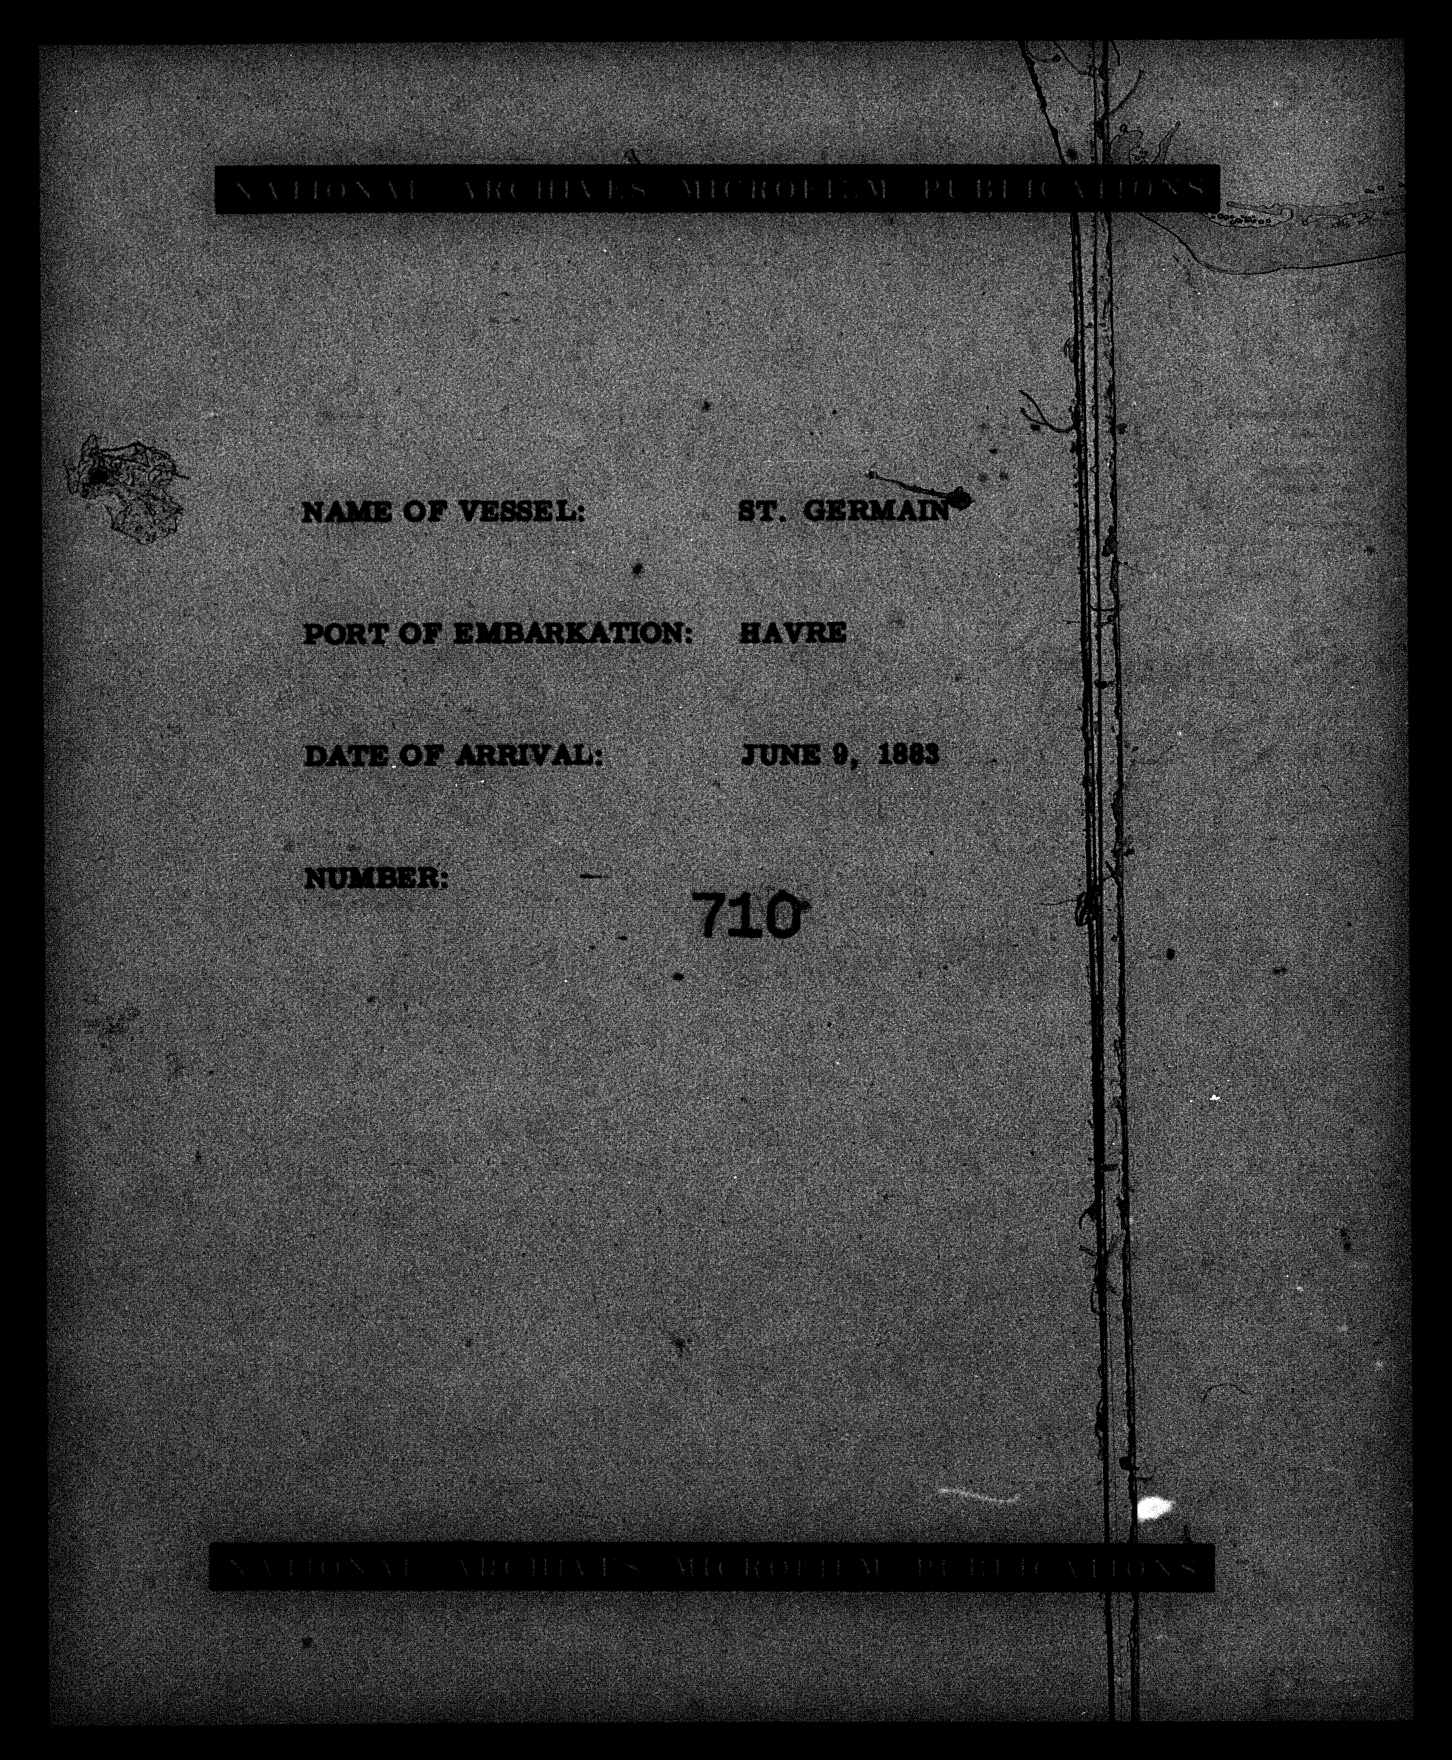 NATIONAL ARCHIVES MICROFILM PUBLICATIONS
NAME OF VESSEL: ST. GERMAIN
PORT OF EMBARKATION: HAVRE
DATE OF ARRIVAL: JUNE 9, 1883
NUMBER: 710
NATIONAL ARCHIVES MICROFILM PUBLICATIONS